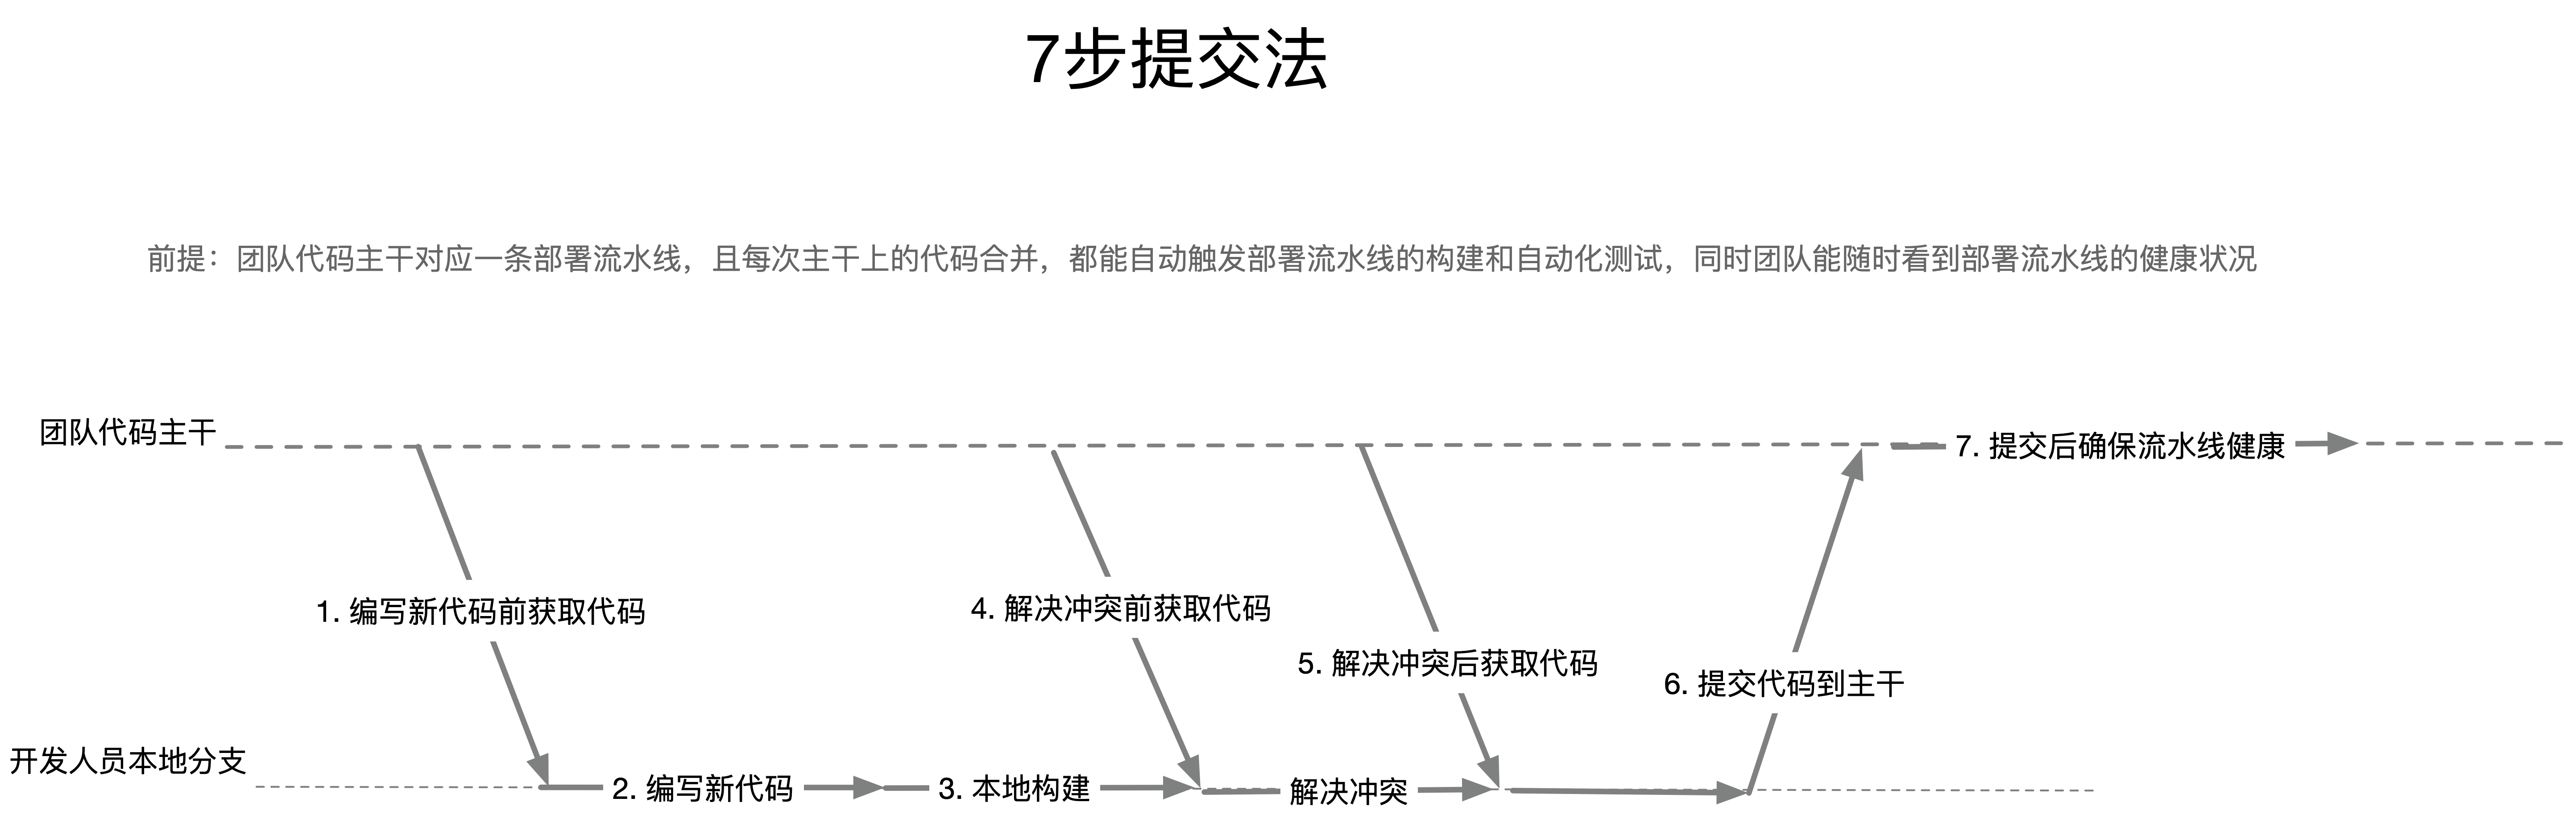 7步提交法
前提：团队代码主干对应一条部署流水线，且每次主干上的代码合并，都能自动触发部署流水线的构建和自动化测试，同时团队能随时看到部署流水线的健康状况
团队代码主干
7. 提交后确保流水线健康
1. 编写新代码前获取代码
4. 解决冲突前获取代码
5. 解决冲突后获取代码
6. 提交代码到主干
开发人员本地分支
2. 编写新代码
3. 本地构建
解决冲突